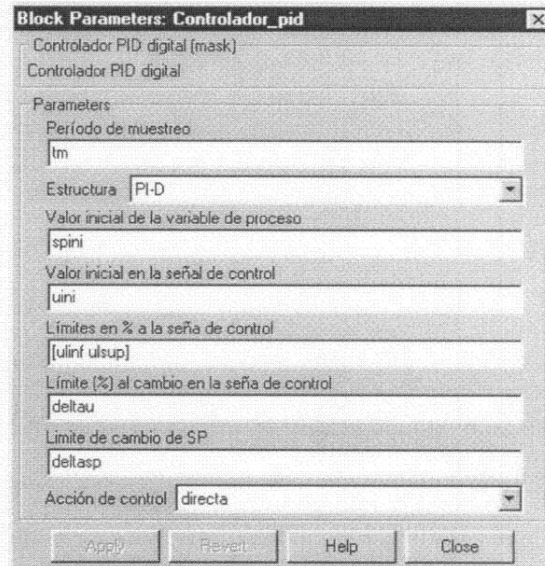 Block Parameters: Controlador_pid
Controlador PID digital (mask)
Controlador PID digital
Parameters
Período de muestreo
tm
Estructura PI-D
Valor inicial de la variable de proceso
spini
Valor inicial en la señal de control
uini
Límites en % a la seña de control
[ulinf ulsup]
Límite (%) al cambio en la seña de control
deltau
Limite de cambio de SP
deltasp
Acción de control directa
Apply Revert Help Close